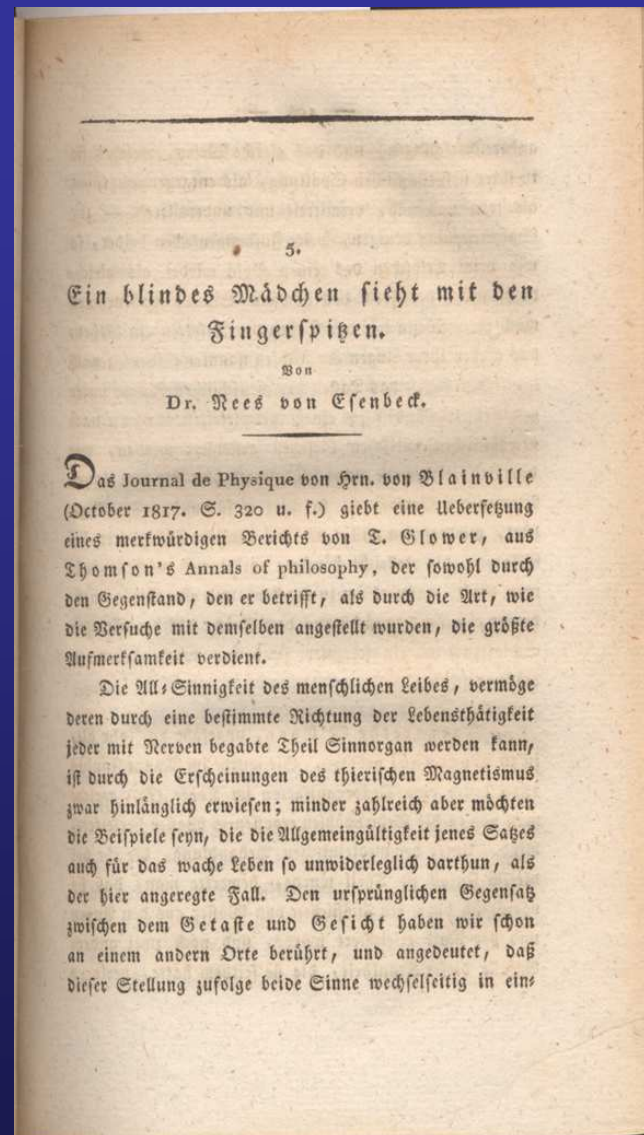 5.
Ein blindes Mädchen sieht mit den
Fingerspitzen.
Von
Dr. Nees von Esenbeck.
Das Journal de Physique von Hrn. von Blainville
(October 1817. S. 320 u. f.) giebt eine Uebersetzung
eines merkwürdigen Berichts von T. Glower, aus
Thomson's Annals of philosophy, der sowohl durch
den Gegenstand, den er betrifft, als durch die Art, wie
die Versuche mit demselben angestellt wurden, die größte
Aufmerksamkeit verdient.
Die All-Sinnigkeit des menschlichen Leibes, vermöge
deren durch eine bestimmte Richtung der Lebensthätigkeit
jeder mit Nerven begabte Theil Sinnorgan werden kann,
ist durch die Erscheinungen des thierischen Magnetismus
zwar hinlänglich erwiesen; minder zahlreich aber möchten
die Beispiele seyn, die die Allgemeingültigkeit jenes Satzes
auch für das wache Leben so unwiderleglich darthun, als
der hier angeregte Fall. Den ursprünglichen Gegensatz
zwischen dem Getaste und Gesicht haben wir schon
an einem andern Orte berührt, und angedeutet, daß
dieser Stellung zufolge beide Sinne wechselseitig in ein-